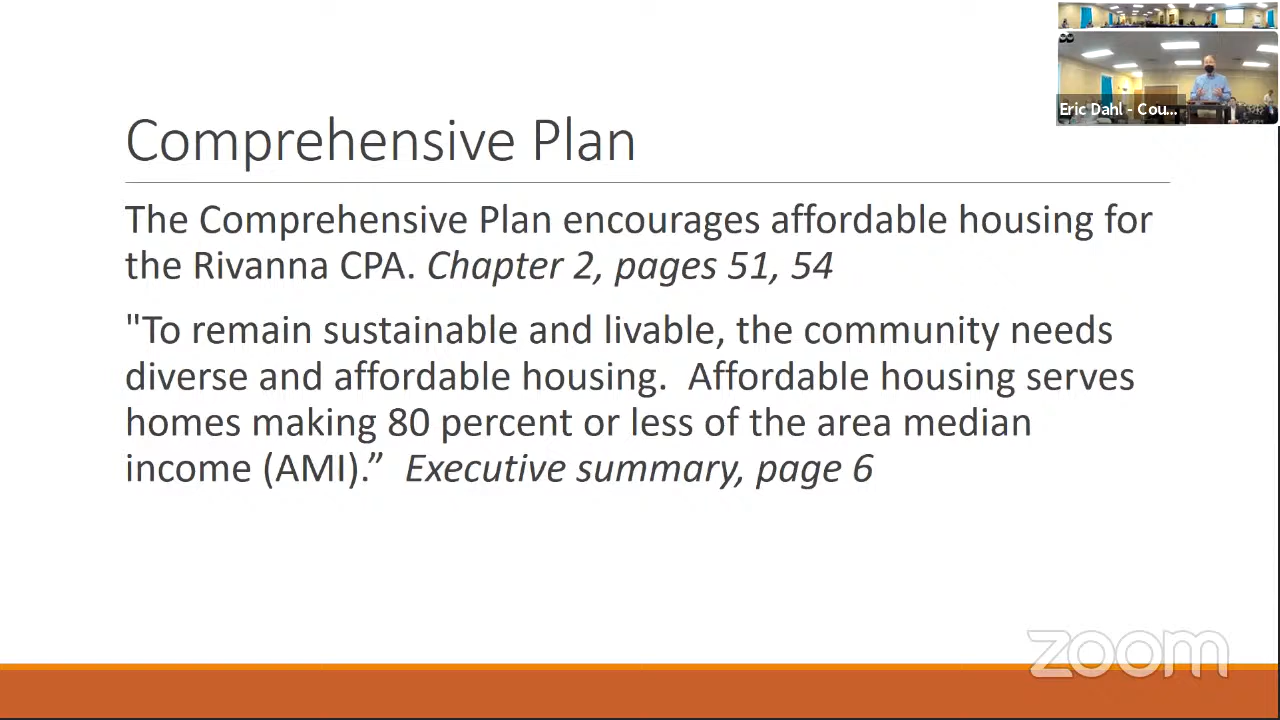 Eric Dahl - Cou...
Comprehensive Plan
The Comprehensive Plan encourages affordable housing for
the Rivanna CPA. Chapter 2, pages 51, 54
"To remain sustainable and livable, the community needs
diverse and affordable housing.  Affordable housing serves
homes making 80 percent or less of the area median
income (AMI).”  Executive summary, page 6
zoom